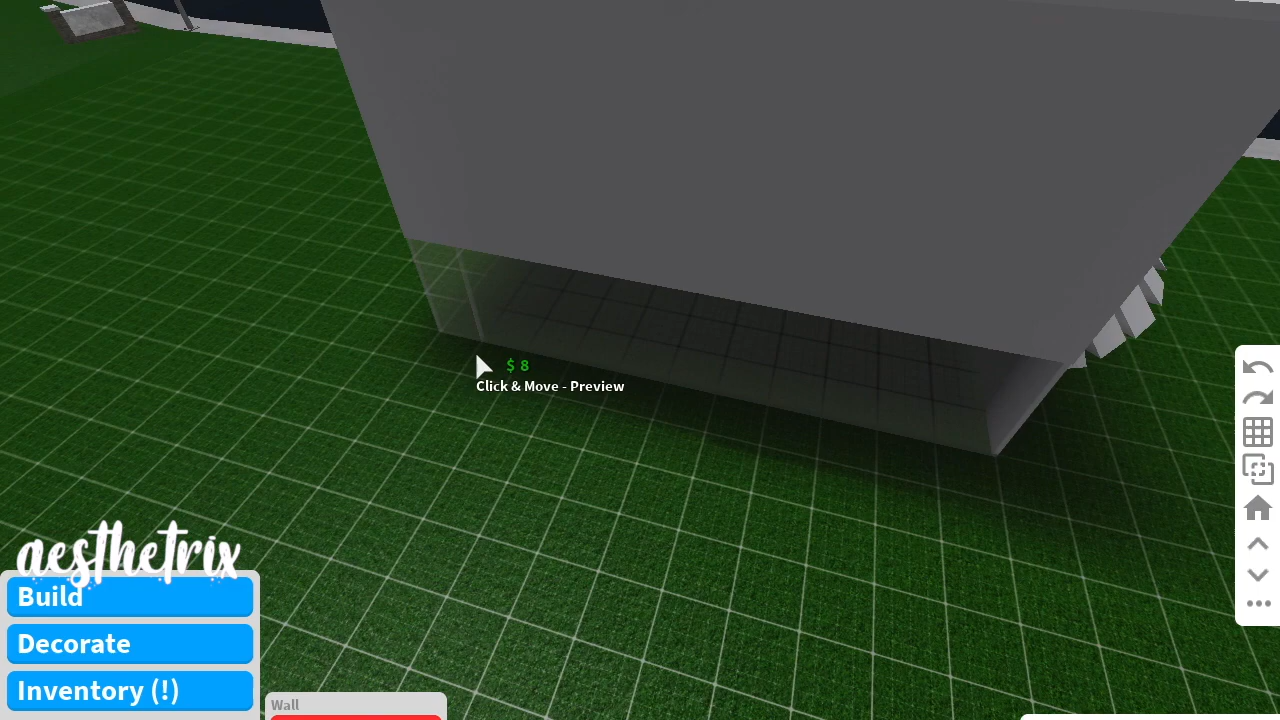 $ 8
Click & Move - Preview
aesthetrix
Build
Decorate
Inventory (!)
Wall